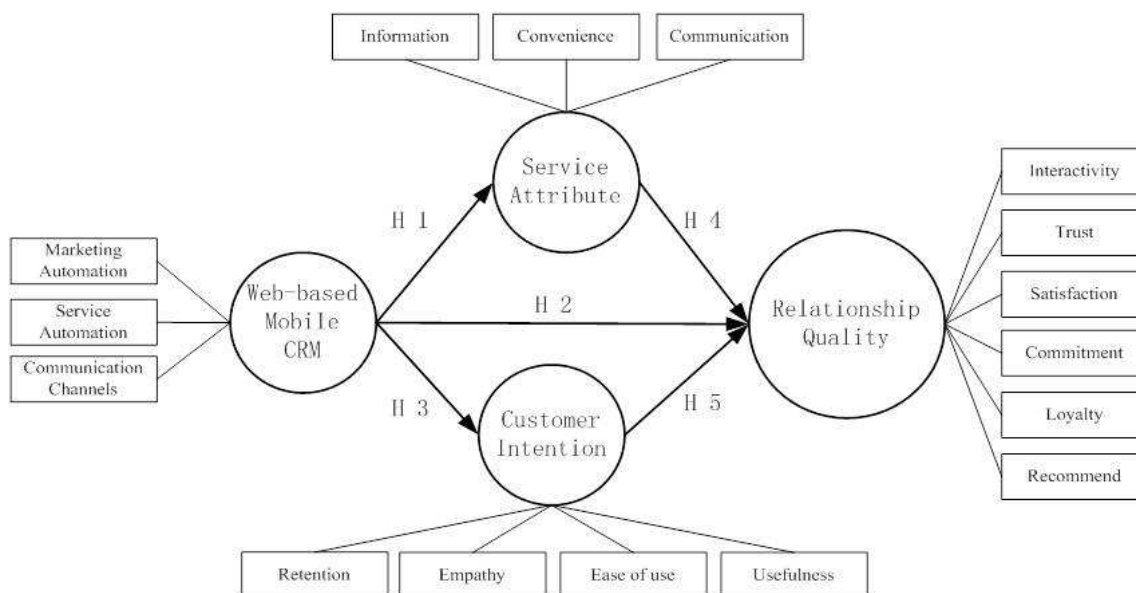 Information
Convenience
Communication
Service
Attribute
H 1
H 4
Marketing
Automation
Service
Automation
Communication
Channels
Web-based
Mobile
CRM
H 2
Relationship
Quality
H 3
H 5
Customer
Intention
Interactivity
Trust
Satisfaction
Commitment
Loyalty
Recommend
Retention
Empathy
Ease of use
Usefulness